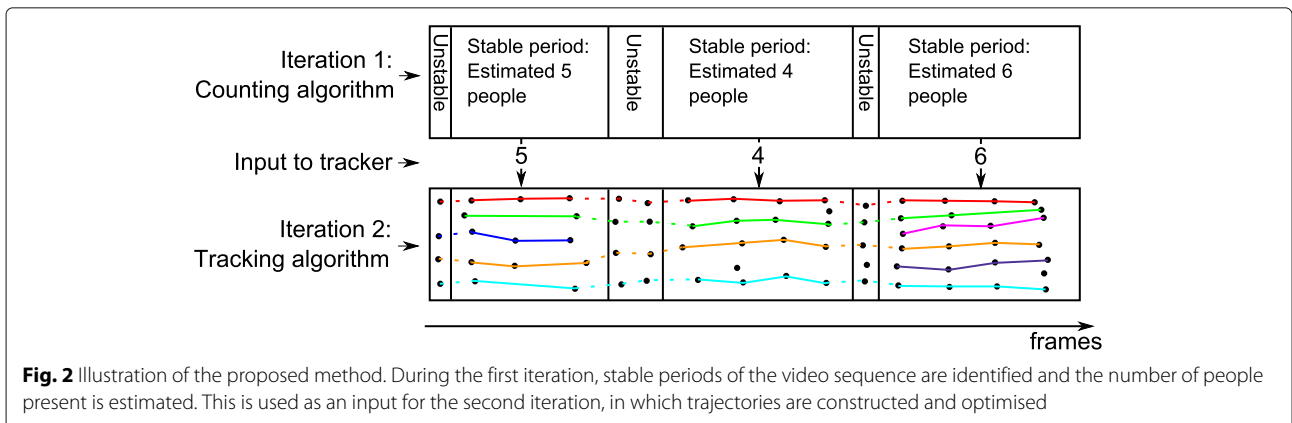 Iteration 1:
Counting algorithm
Unstable
Stable period:
Estimated 5
people
Unstable
Stable period:
Estimated 4
people
Unstable
Stable period:
Estimated 6
people
Input to tracker
5
4
6
Iteration 2:
Tracking algorithm
frames
Fig. 2 Illustration of the proposed method. During the first iteration, stable periods of the video sequence are identified and the number of people
present is estimated. This is used as an input for the second iteration, in which trajectories are constructed and optimised